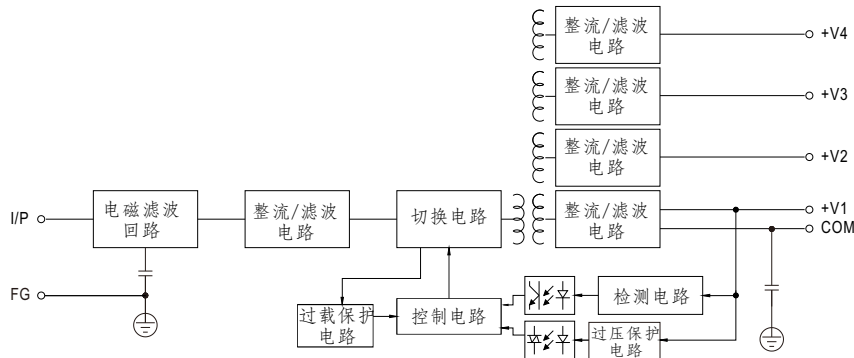 整流/滤波
电路
+V4
整流/滤波
电路
+V3
整流/滤波
电路
+V2
I/P
电磁滤波
回路
整流/滤波
电路
切换电路
整流/滤波
电路
+V1
COM
FG
过载保护
电路
控制电路
检测电路
过压保护
电路